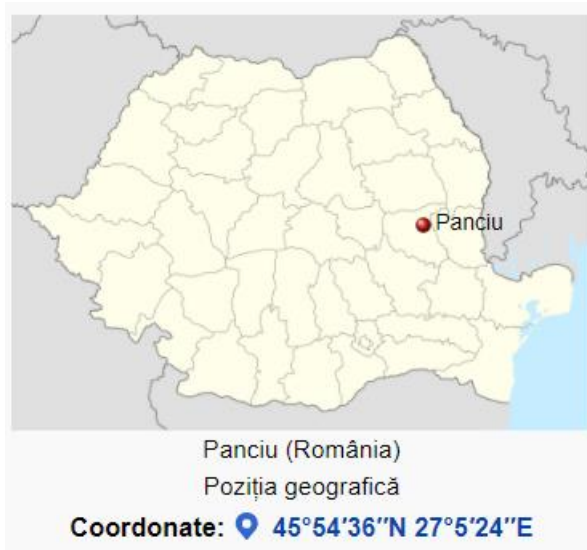 Panciu
Panciu (România)
Poziția geografică
Coordonate: 45°54′36″N 27°5′24″E